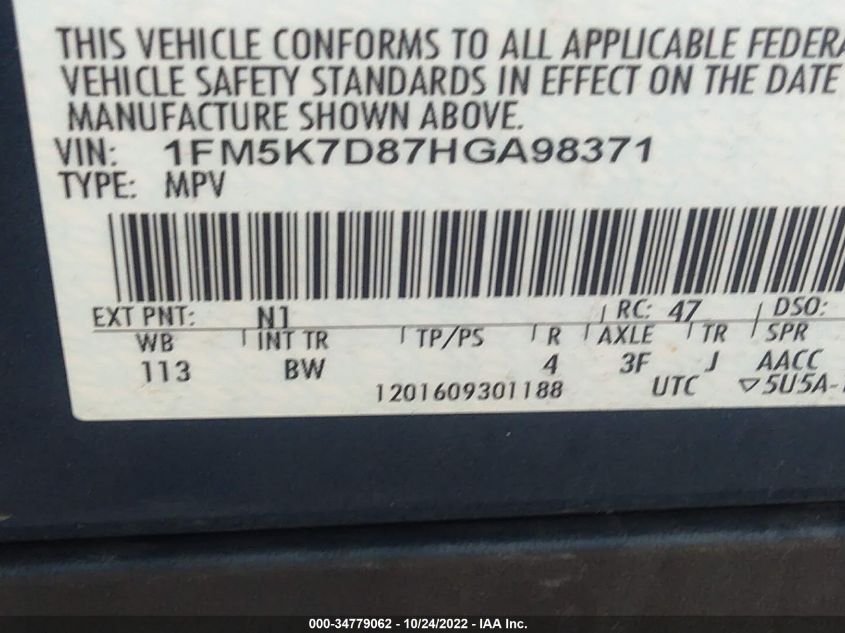 THIS VEHICLE CONFORMS TO ALL APPLICABLE
VEHICLE SAFETY STANDARDS IN EFFECT ON THE DATE
MANUFACTURE SHOWN ABOVE.
VIN: 1FM5K7D87HGA98371
TYPE: MPV
EXT PNT: N1 RC: 47 DSO:
WB INT TR TP/PS R AXLE TR SPR
113 BW 4 3F J AACC
1201609301188 UTC ▽5U5A-
000-34779062 - 10/24/2022 - IAA Inc.